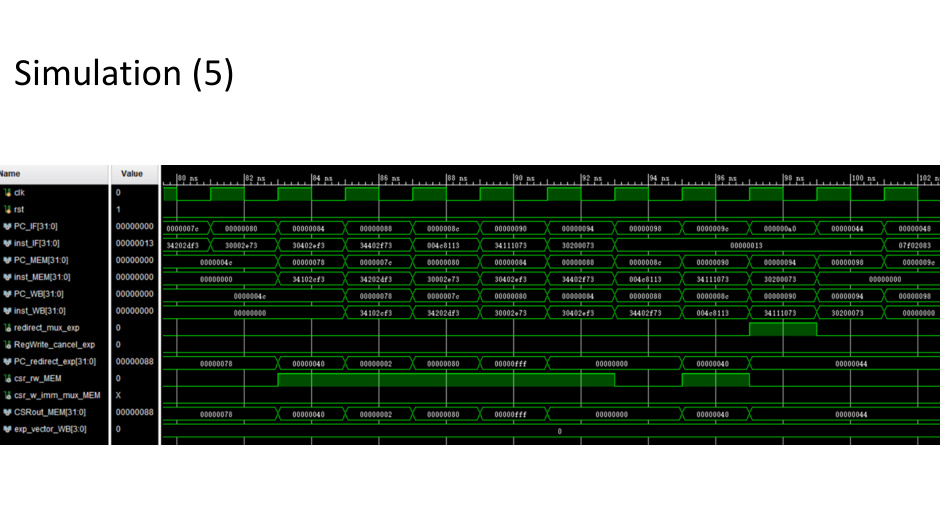 Simulation (5)
Name Value 80 ns 82 ns 84 ns 86 ns 88 ns 90 ns 92 ns 94 ns 96 ns 98 ns 100 ns 102 n
clk 0
rst 1
PC_IF[31:0] 00000000 0000007c 00000080 00000084 00000088 0000008c 00000090 00000094 00000098 0000009c 000000a0 00000044 00000048
inst_IF[31:0] 00000013 34202df3 30002e73 30402ef3 34402f73 004c8113 34111073 30200073 00000013 07f02083
PC_MEM[31:0] 00000000 0000004c 00000078 0000007c 00000080 00000084 00000088 0000008c 00000090 00000094 00000098 0000009c
inst_MEM[31:0] 00000000 00000000 34102cf3 34202df3 30002e73 30402ef3 34402f73 004c8113 34111073 30200073 00000000
PC_WB[31:0] 00000000 0000004c 00000078 0000007c 00000080 00000084 00000088 0000008c 00000090 00000094 00000098
inst_WB[31:0] 00000000 00000000 34102cf3 34202df3 30002e73 30402ef3 34402f73 004c8113 34111073 30200073 00000000
redirect_mux_exp 0
RegWrite_cancel_exp 0
PC_redirect_exp[31:0] 00000088 00000078 00000040 00000002 00000080 00000fff 00000000 00000040 00000044
csr_rw_MEM 0
csr_w_imm_mux_MEM X
CSRout_MEM[31:0] 00000088 00000078 00000040 00000002 00000080 00000fff 00000000 00000040 00000044
exp_vector_WB[3:0] 0 0